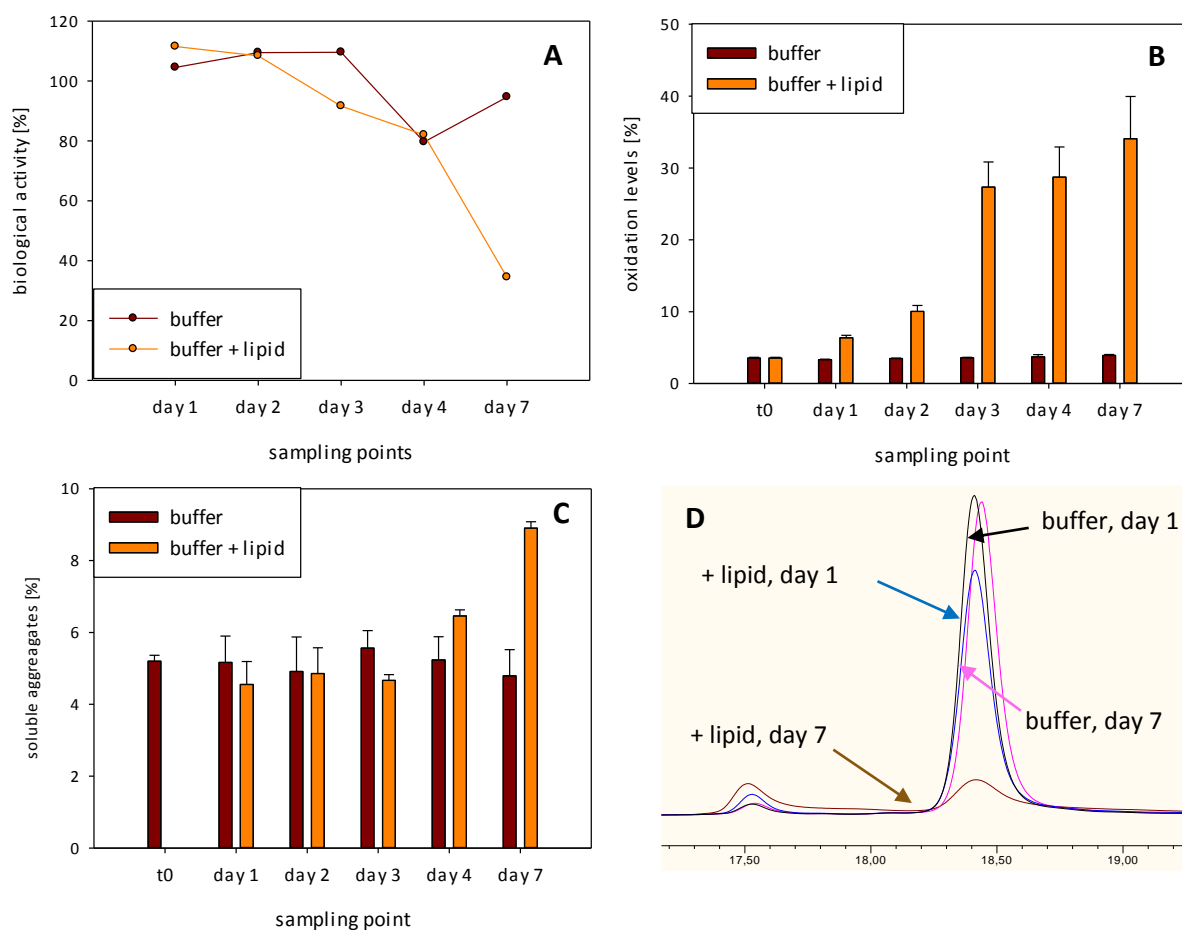 120
100
80
60
40
20
0
biological activity [%]
A
buffer
buffer + lipid
day 1 day 2 day 3 day 4 day 7
sampling points
50
40
30
20
10
0
oxidation levels [%]
B
buffer
buffer + lipid
t0 day 1 day 2 day 3 day 4 day 7
sampling point
10
8
6
4
2
0
soluble aggreagates [%]
C
buffer
buffer + lipid
t0 day 1 day 2 day 3 day 4 day 7
sampling point
D
buffer, day 1
+ lipid, day 1
buffer, day 7
+ lipid, day 7
17,50 18,00 18,50 19,00